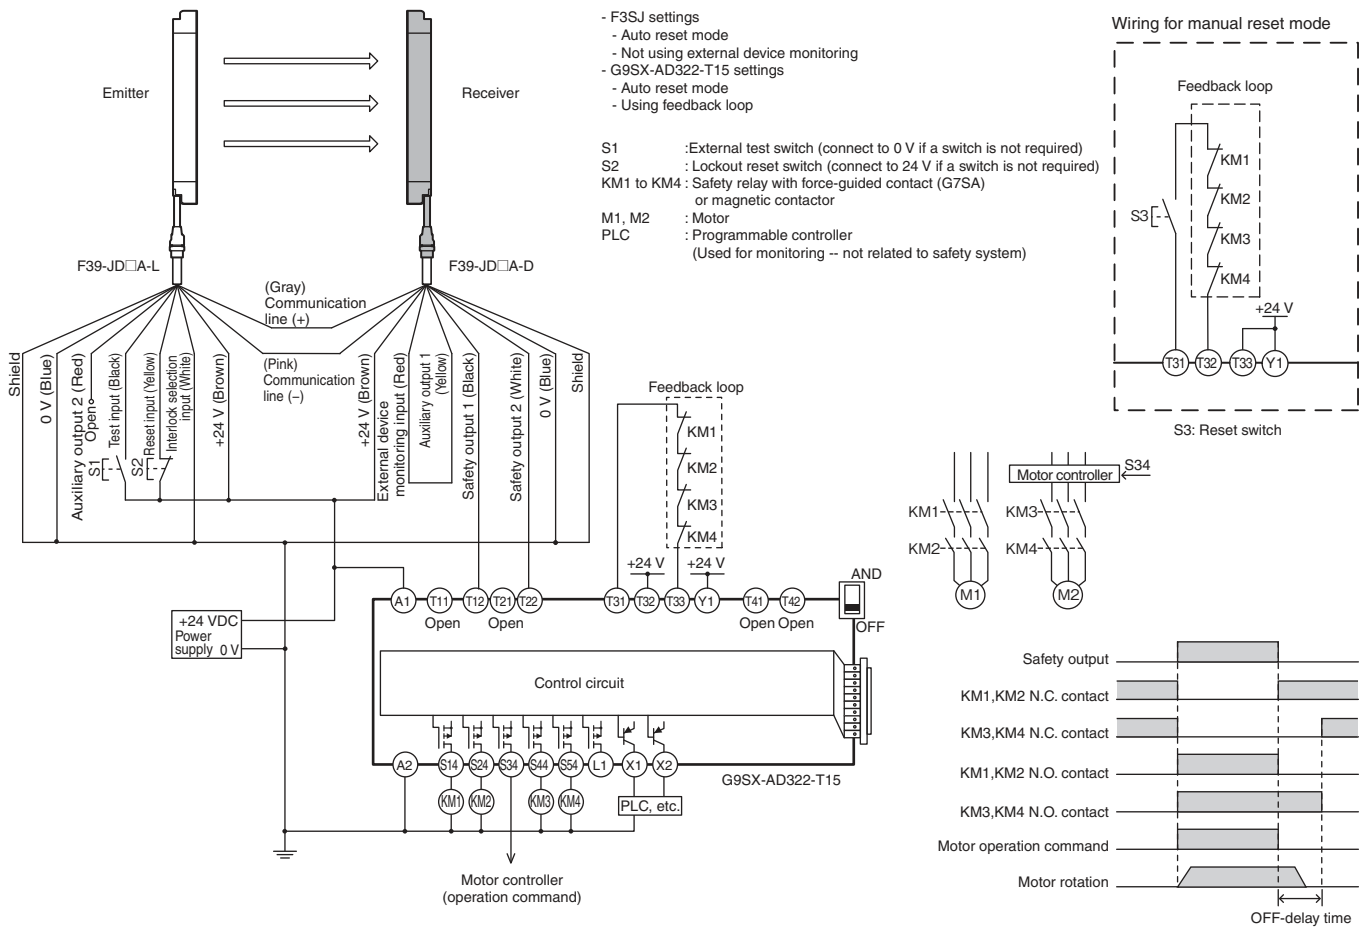 - F3SJ settings
- Auto reset mode
- Not using external device monitoring
- G9SX-AD322-T15 settings
- Auto reset mode
- Using feedback loop
S1 :External test switch (connect to 0 V if a switch is not required)
S2 : Lockout reset switch (connect to 24 V if a switch is not required)
KM1 to KM4 : Safety relay with force-guided contact (G7SA)
or magnetic contactor
M1, M2 : Motor
PLC : Programmable controller
(Used for monitoring -- not related to safety system)
Emitter
Receiver
F39-JD□A-L
F39-JD□A-D
(Gray)
Communication
line (+)
(Pink)
Communication
line (–)
Shield
0 V (Blue)
Auxiliary output 2 (Red)
Open
Test input (Black)
S1
Reset input (Yellow)
S2
Interlock selection
input (White)
+24 V (Brown)
+24 V (Brown)
External device
monitoring input (Red)
Auxiliary output 1
(Yellow)
Safety output 1 (Black)
Safety output 2 (White)
0 V (Blue)
Shield
Feedback loop
KM1
KM2
KM3
KM4
+24 V
+24 V
A1
T11
T12
T21
T22
T31
T32
T33
Y1
T41
T42
Open
Open
Open
Open
AND
OFF
+24 VDC
Power
supply 0 V
Control circuit
A2
S14
S24
S34
S44
S54
L1
X1
X2
G9SX-AD322-T15
KM1
KM2
KM3
KM4
PLC, etc.
Motor controller
(operation command)
Wiring for manual reset mode
Feedback loop
KM1
KM2
KM3
KM4
S3
+24 V
T31
T32
T33
Y1
S3: Reset switch
Motor controller
S34
KM1
KM3
KM2
KM4
M1
M2
Safety output
KM1,KM2 N.C. contact
KM3,KM4 N.C. contact
KM1,KM2 N.O. contact
KM3,KM4 N.O. contact
Motor operation command
Motor rotation
OFF-delay time